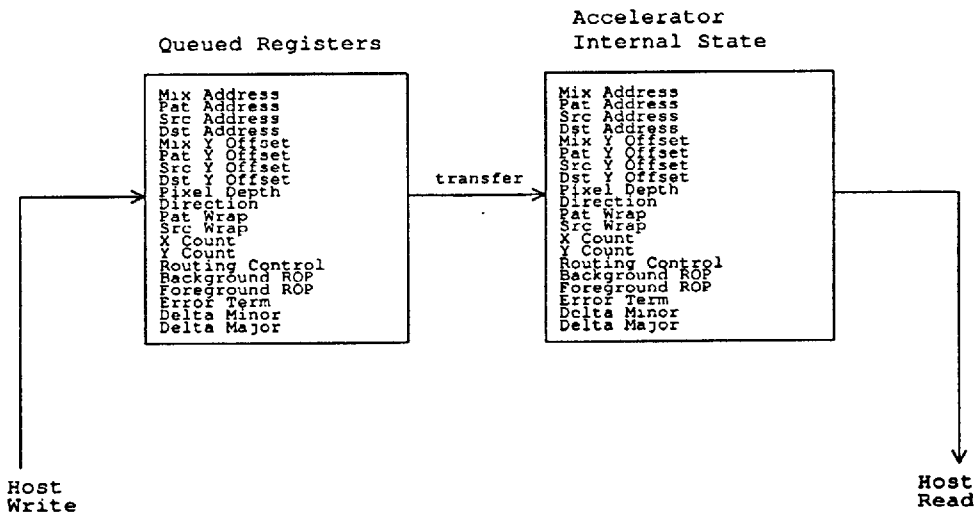 Queued Registers
Accelerator
Internal State
Mix Address
Pat Address
Src Address
Dst Address
Mix Y Offset
Pat Y Offset
Src Y Offset
Dst Y Offset
Pixel Depth
Direction
Pat Wrap
Src Wrap
X Count
Y Count
Routing Control
Background ROP
Foreground ROP
Error Term
Delta Minor
Delta Major
transfer
Mix Address
Pat Address
Src Address
Dst Address
Mix Y Offset
Pat Y Offset
Src Y Offset
Dst Y Offset
Pixel Depth
Direction
Pat Wrap
Src Wrap
X Count
Y Count
Routing Control
Background ROP
Foreground ROP
Error Term
Delta Minor
Delta Major
Host
Write
Host
Read